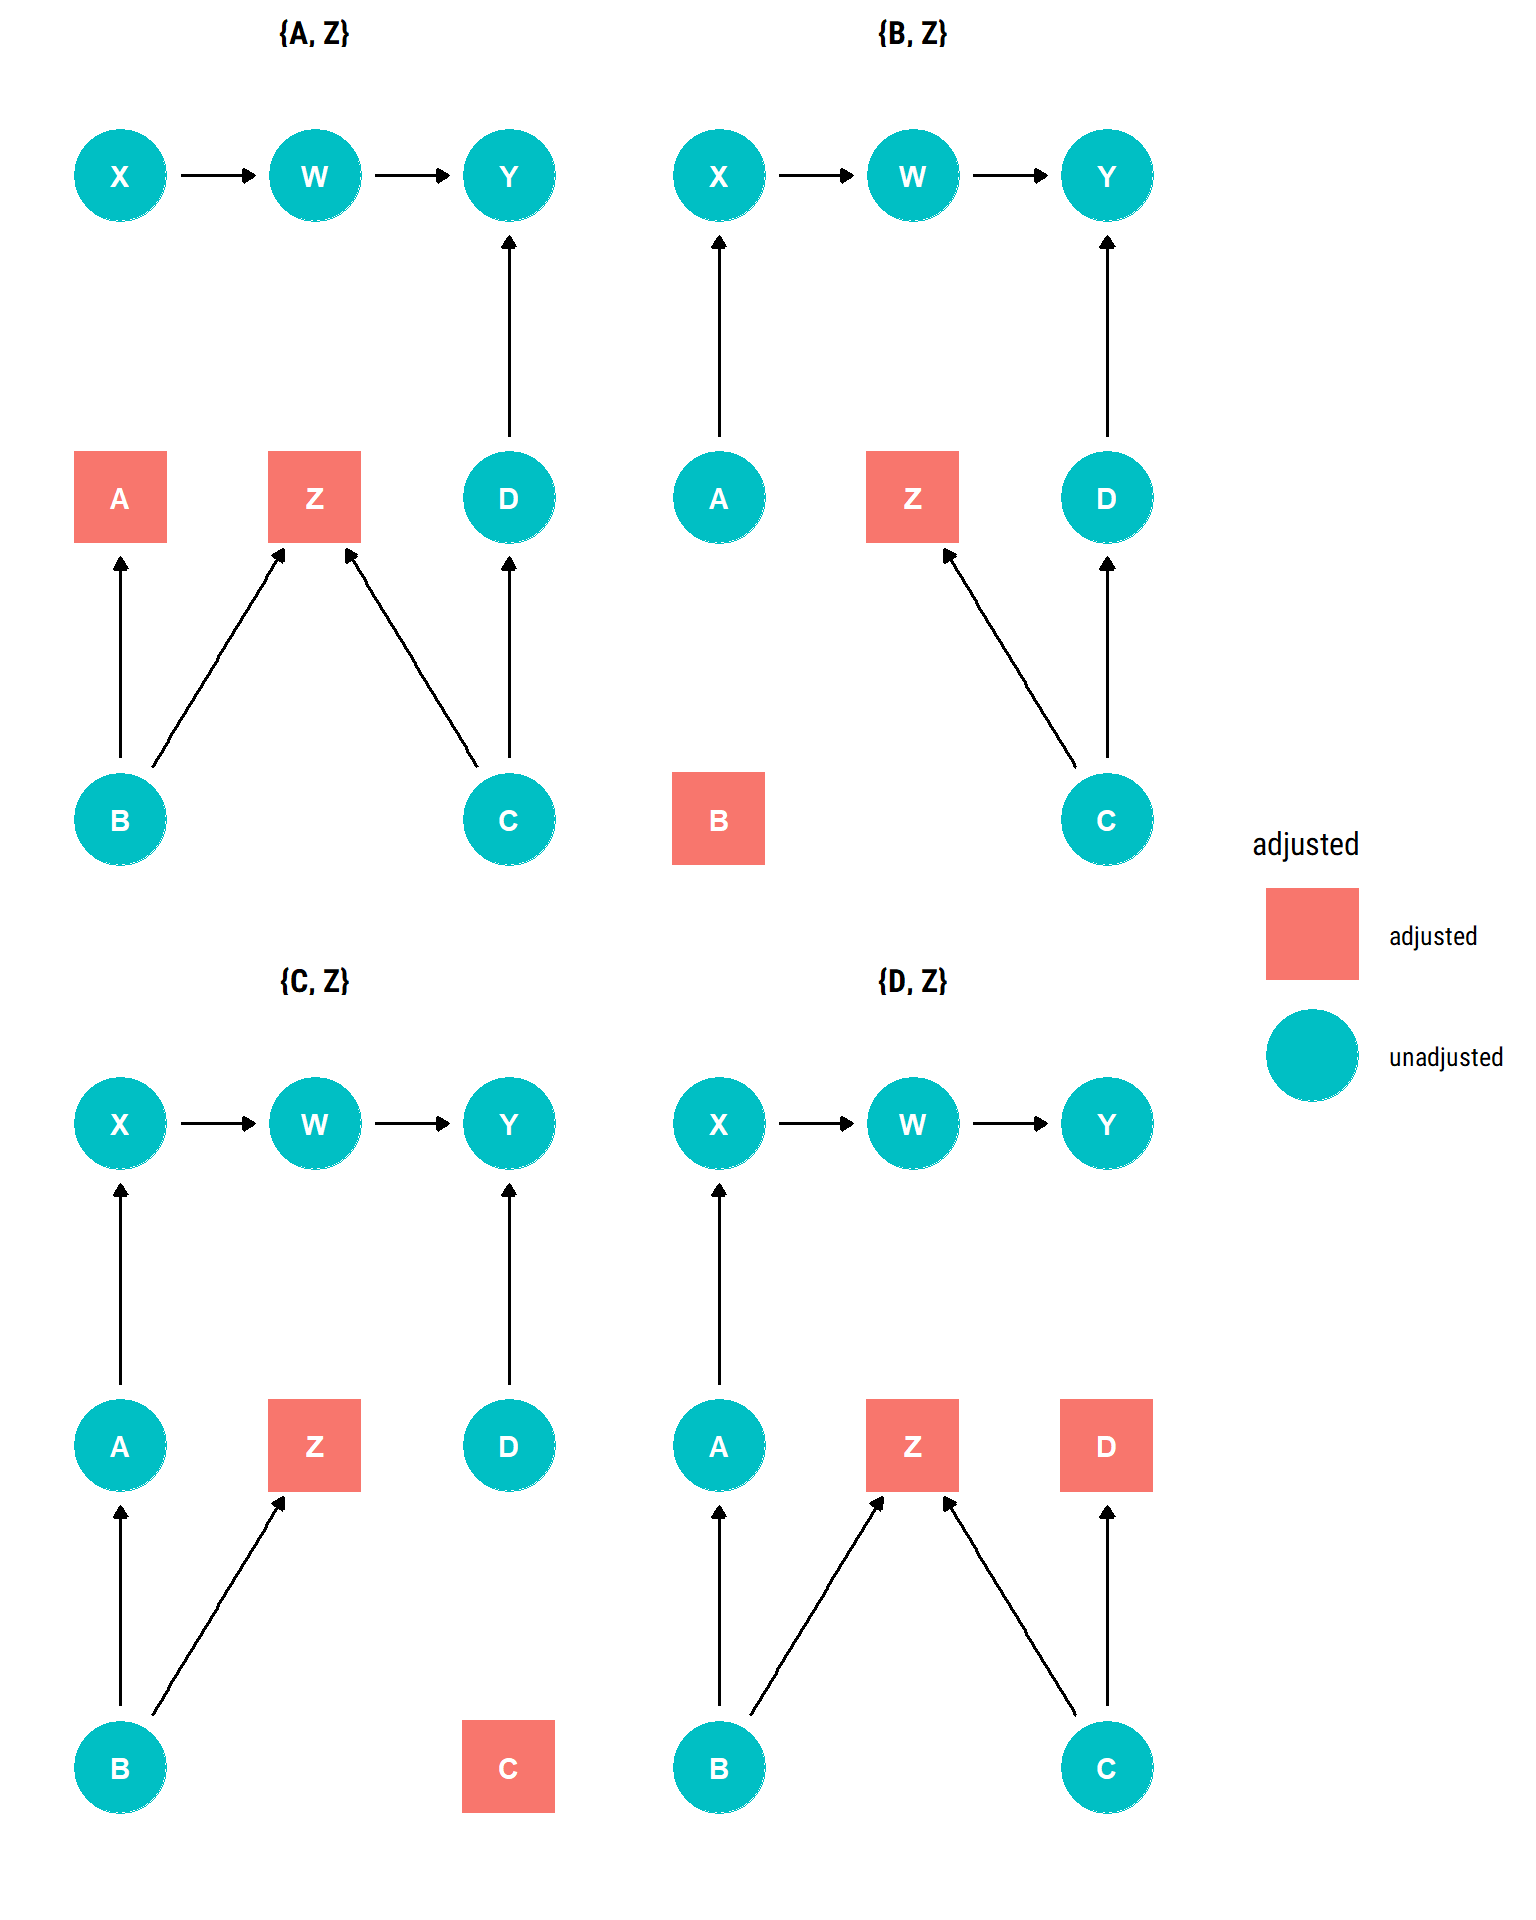 {A, Z}
X W Y
A Z D
B C
{B, Z}
X W Y
A Z D
B C
{C, Z}
X W Y
A Z D
B C
{D, Z}
X W Y
A Z D
B C
adjusted
adjusted
unadjusted